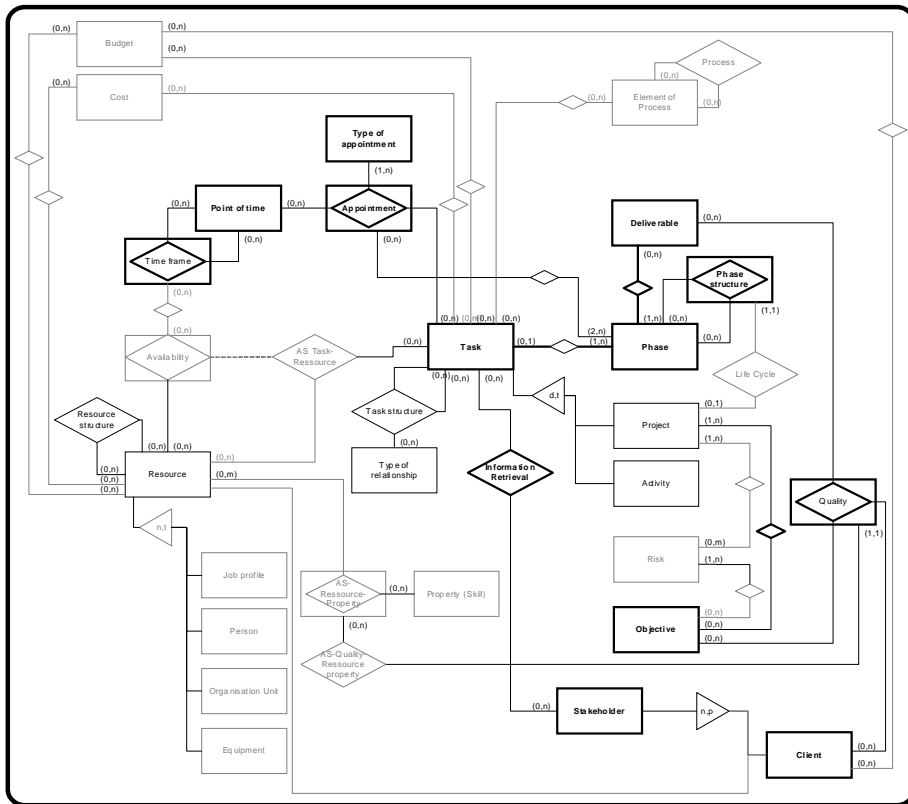 (0,n)
(0,n)
Budget
(0,n)
(0,n)
Process
(0,n)
(0,n)
(0,n)
Cost
(0,n)
Element of
Process
(0,n)
Type of
appointment
(1,n)
(0,n)
Point of time
(0,n)
Appointment
Deliverable
(0,n)
(0,n)
(0,n)
(0,n)
Time frame
Phase
structure
(0,n)
(1,1)
(0,n)
(0,n)
(0,n)
(0,n)
(1,n)
(0,n)
(0,n)
(2,n)
Availability
AS Task-
Ressource
(0,n)
Task
(0,1)
(1,n)
Phase
(0,n)
(0,n)
(0,n)
(0,n)
Life Cycle
d,t
Resource
structure
Task structure
(0,1)
Project
(1,n)
(0,n)
(0,n)
(0,n)
(1,n)
(0,n)
Type of
relationship
Information
Retrieval
(0,n)
(0,n)
(0,n)
Resource
(0,m)
Activity
Quality
n,t
(1,1)
(0,m)
Risk
(1,n)
Job profile
AS-
Ressource-
Property
(0,n)
Property (Skill)
(0,n)
Person
(0,n)
Objective
(0,n)
(0,n)
AS-Quality-
Ressource
property
Organisation Unit
(0,n)
Stakeholder
n,p
Equipment
Client
(0,n)
(0,n)